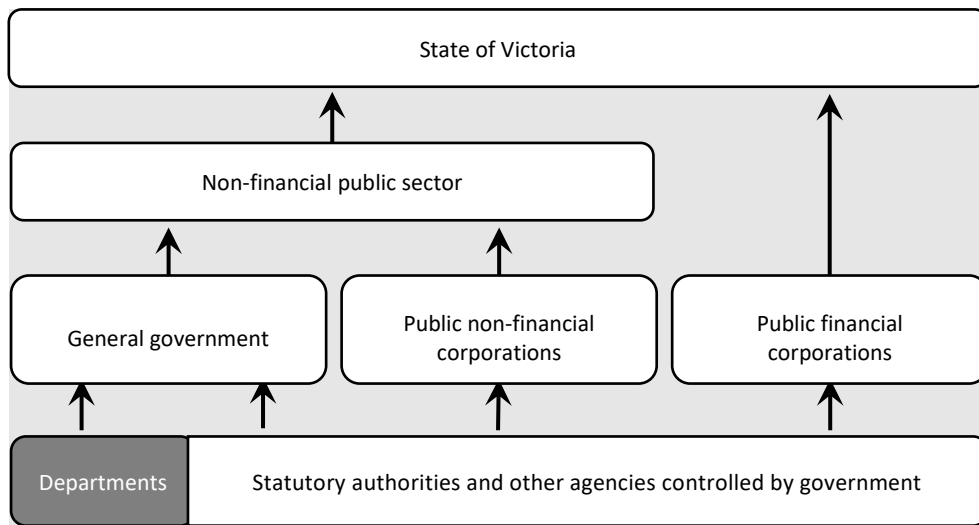 State of Victoria
Non-financial public sector
General government
Public non-financial
corporations
Public financial
corporations
Departments
Statutory authorities and other agencies controlled by government